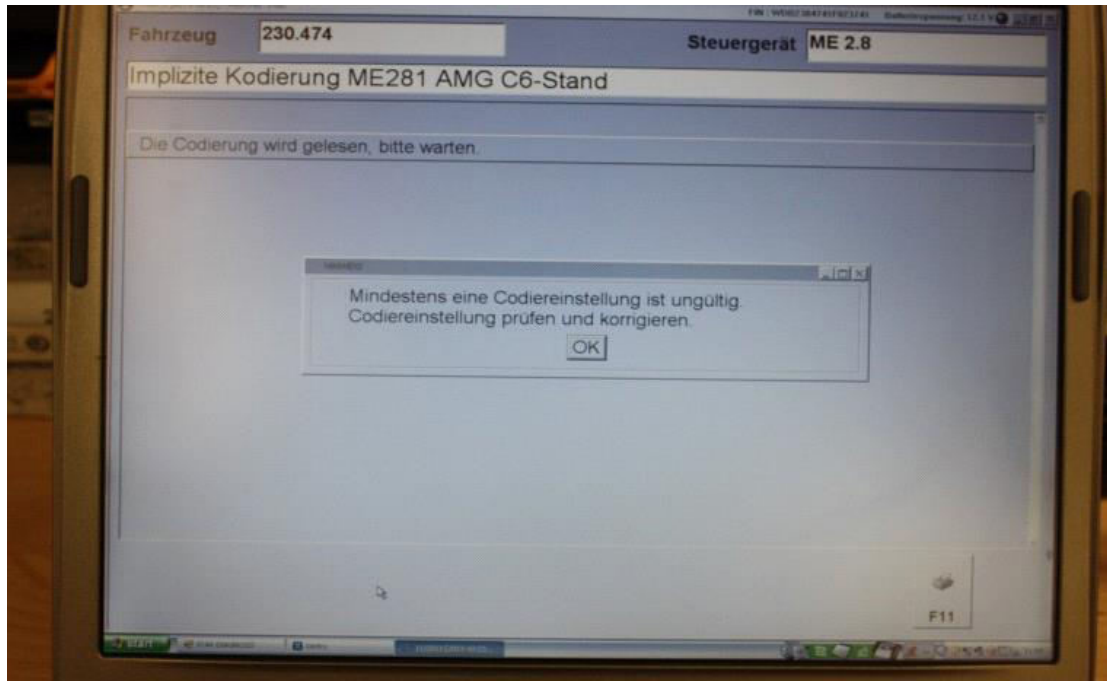 Fahrzeug 230.474 Steuergerät ME 2.8
Implizite Kodierung ME281 AMG C6-Stand
Die Codierung wird gelesen, bitte warten.
Mindestens eine Codiereinstellung ist ungültig.
Codiereinstellung prüfen und korrigieren.
OK
F11